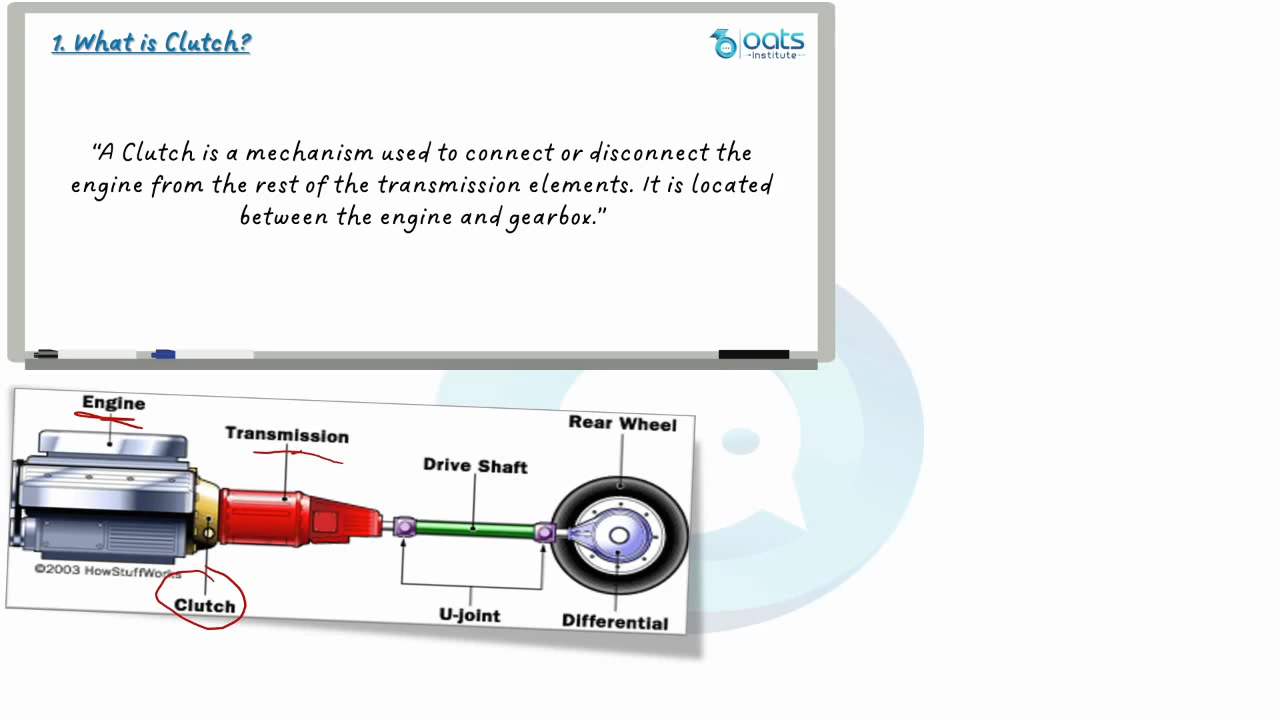 1. What is Clutch?
oats
Institute
"A Clutch is a mechanism used to connect or disconnect the
engine from the rest of the transmission elements. It is located
between the engine and gearbox."
Engine
Transmission
Drive Shaft
Rear Wheel
©2003 HowStuffWorks
Clutch
U-joint
Differential